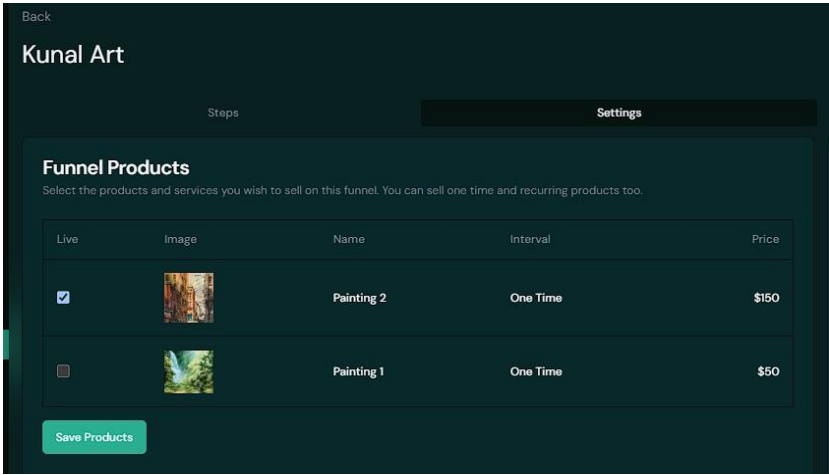 Back
Kunal Art
Steps Settings
Funnel Products
Select the products and services you wish to sell on this funnel. You can sell one time and recurring products too.
Live Image Name Interval Price
Painting 2 One Time $150
Painting 1 One Time $50
Save Products